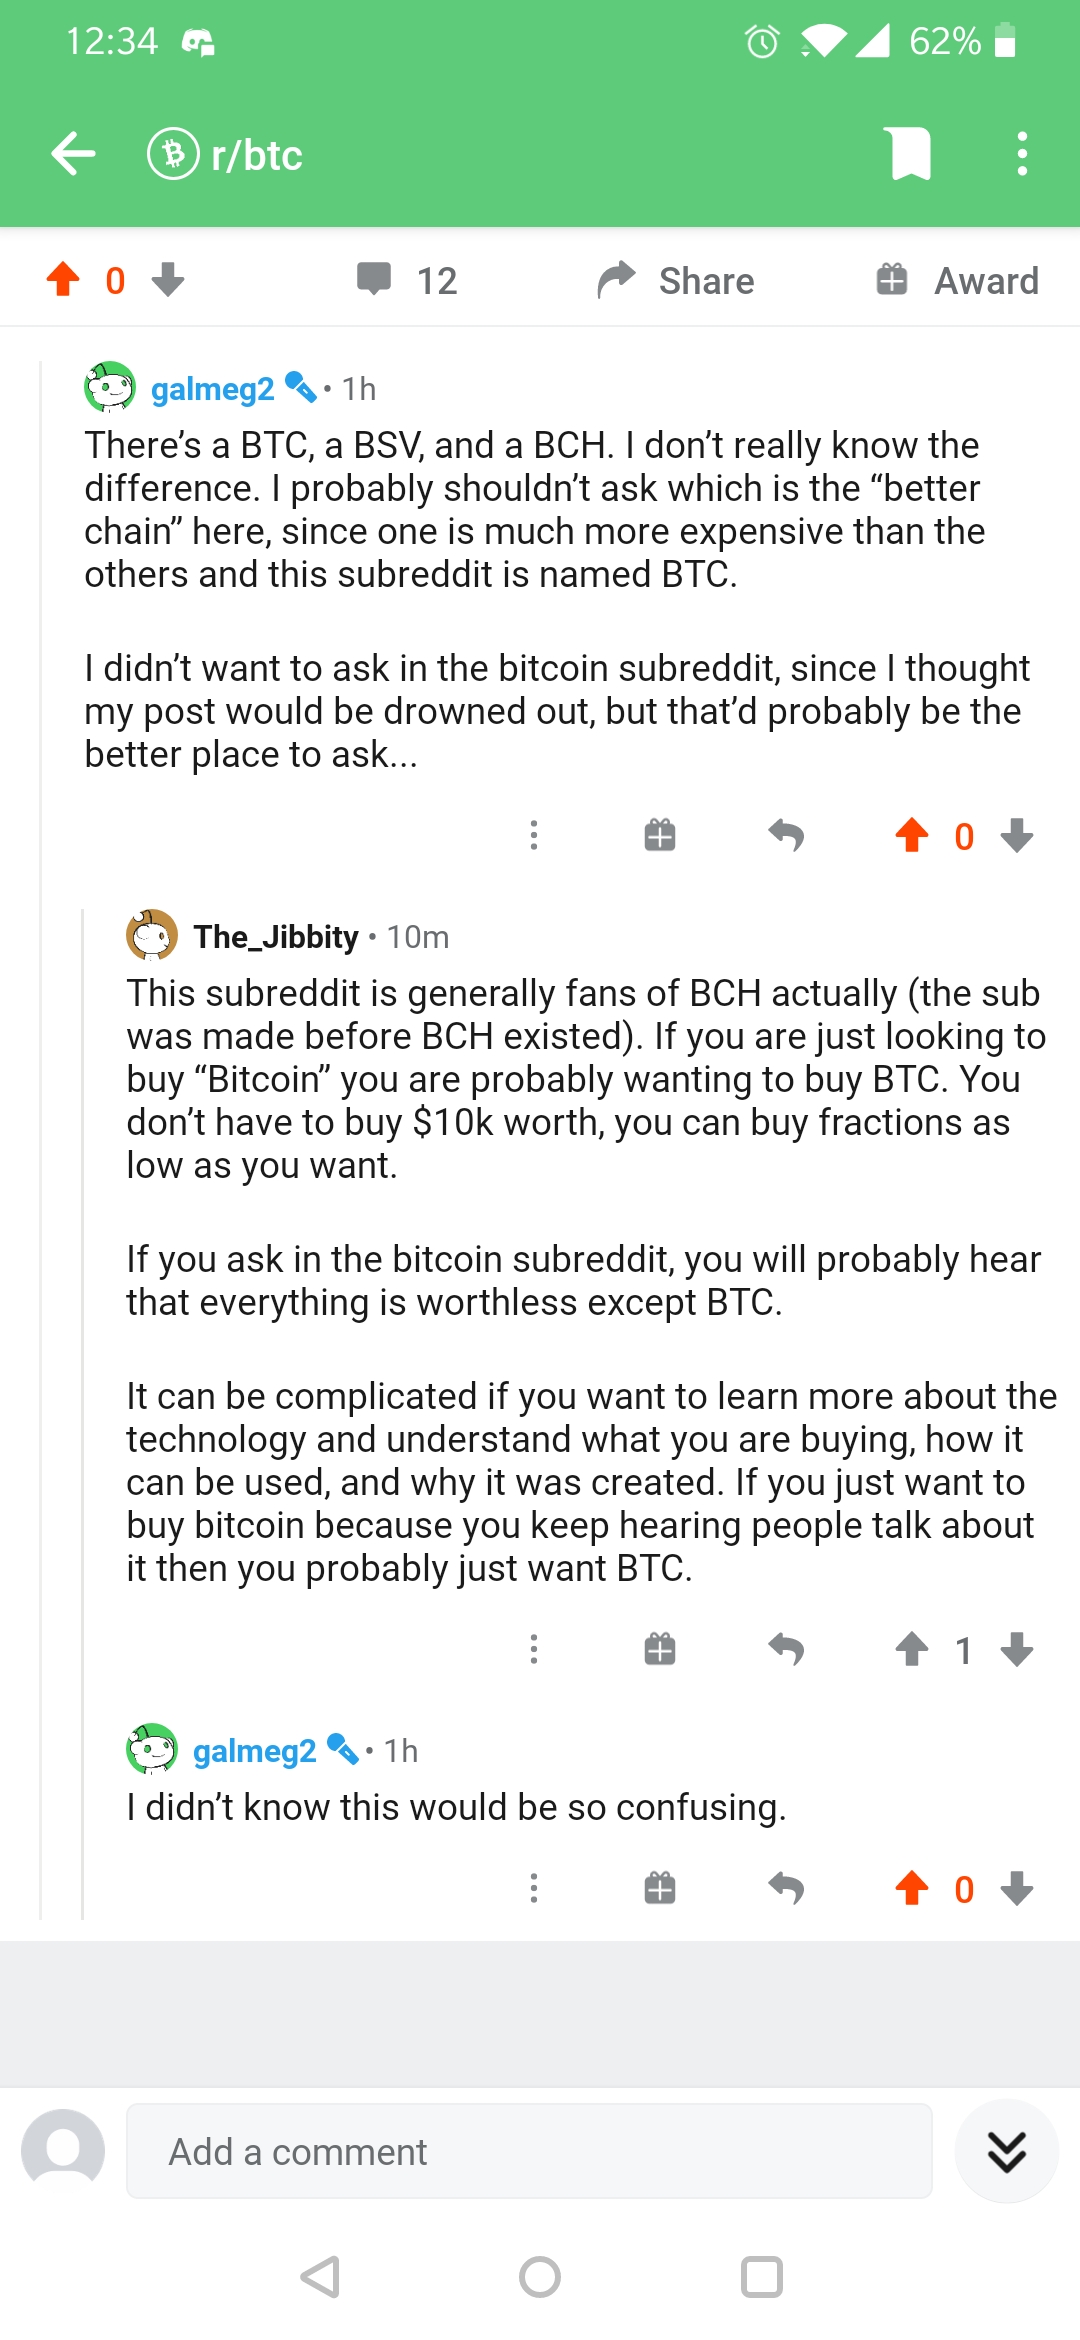 12:34
62%
r/btc
0
12
Share
Award
galmeg2 • 1h
There’s a BTC, a BSV, and a BCH. I don’t really know the
difference. I probably shouldn’t ask which is the “better
chain” here, since one is much more expensive than the
others and this subreddit is named BTC.
I didn’t want to ask in the bitcoin subreddit, since I thought
my post would be drowned out, but that’d probably be the
better place to ask...
0
The_Jibbity • 10m
This subreddit is generally fans of BCH actually (the sub
was made before BCH existed). If you are just looking to
buy “Bitcoin” you are probably wanting to buy BTC. You
don’t have to buy $10k worth, you can buy fractions as
low as you want.
If you ask in the bitcoin subreddit, you will probably hear
that everything is worthless except BTC.
It can be complicated if you want to learn more about the
technology and understand what you are buying, how it
can be used, and why it was created. If you just want to
buy bitcoin because you keep hearing people talk about
it then you probably just want BTC.
1
galmeg2 • 1h
I didn’t know this would be so confusing.
0
Add a comment